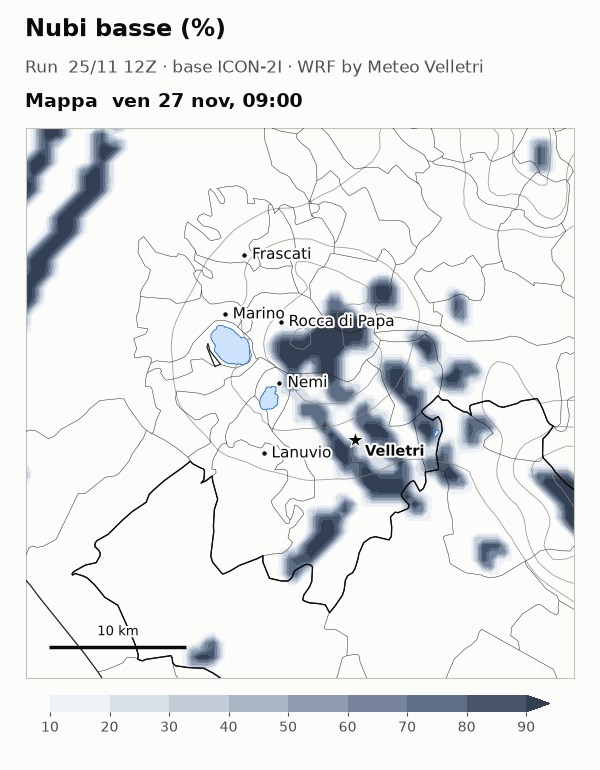 Nubi basse (%)
Run  25/11 12Z · base ICON-2I · WRF by Meteo Velletri
Mappa  ven 27 nov, 09:00
Frascati
Marino
Rocca di Papa
Nemi
Velletri
Lanuvio
10 km
10 20 30 40 50 60 70 80 90